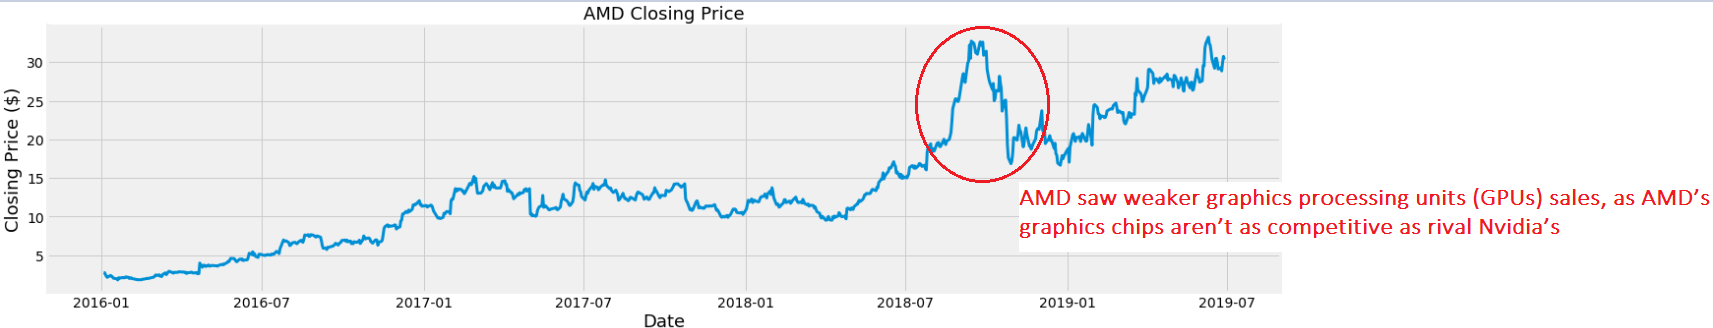 AMD Closing Price
Closing Price ($)
30
25
20
15
10
5
2016-01 2016-07 2017-01 2017-07 2018-01 2018-07 2019-01 2019-07
Date
AMD saw weaker graphics processing units (GPUs) sales, as AMD’s
graphics chips aren’t as competitive as rival Nvidia’s